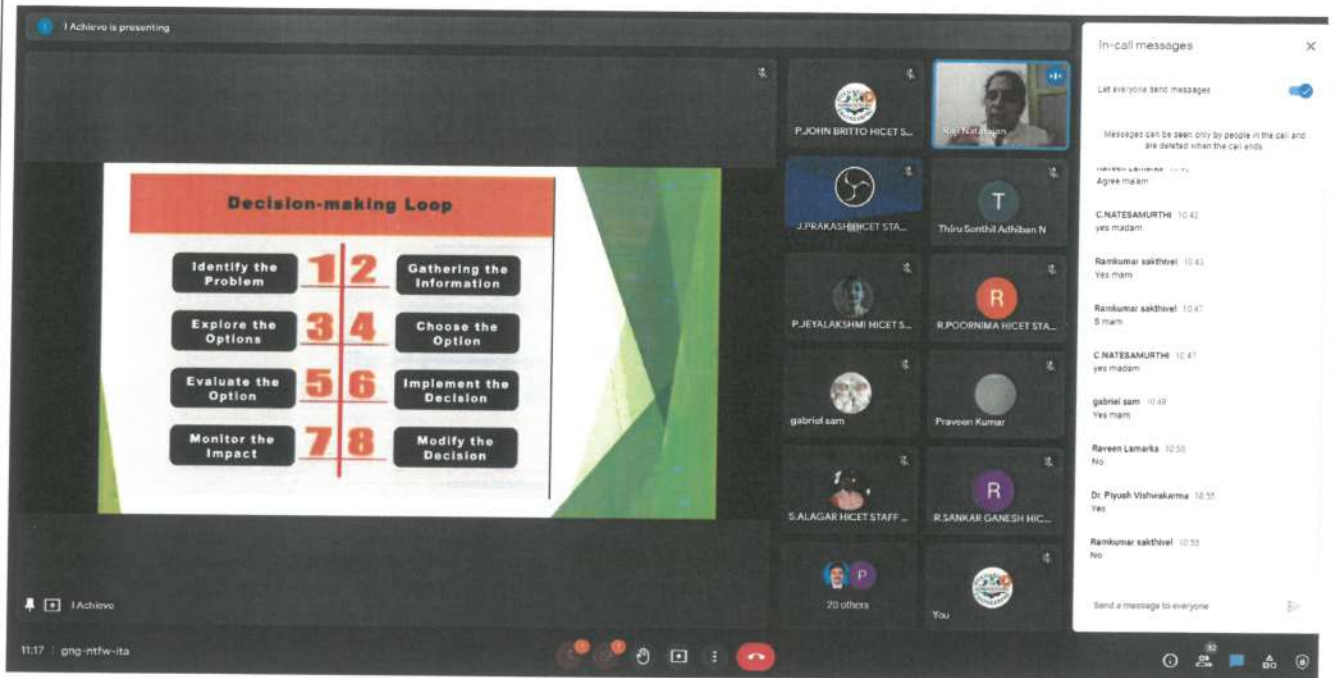 I Achieve is presenting
Decision-making Loop
Identify the
Problem
1
2
Gathering the
Information
Explore the
Options
3
4
Choose the
Option
Evaluate the
Option
5
6
Implement the
Decision
Monitor the
Impact
7
8
Modify the
Decision
I Achieve
P.JOHN BRITTO HICET S...
Raji Natarajan
J.PRAKASH HICET STA...
T
Thiru Senthil Adhiban N
P.JEYALAKSHMI HICET S...
R
R.POORNIMA HICET STA...
gabriel sam
Praveen Kumar
S.ALAGAR HICET STAFF ...
R
R.SANKAR GANESH HIC...
P
20 others
You
In-call messages
Let everyone send messages
Messages can be seen only by people in the call and
are deleted when the call ends
Agree ma'am
C.NATESAMURTHI 10:42
yes madam
Ramkumar sakthivel 10:43
Yes mam
Ramkumar sakthivel 10:47
S mam
C.NATESAMURTHI 10:47
yes madam
gabriel sam 10:48
Yes mam
Raveen Lamarka 10:55
No
Dr. Piyush Vishwakarma 10:55
Yes
Ramkumar sakthivel 10:55
No
Send a message to everyone
11:17 | gng-ntfw-ita